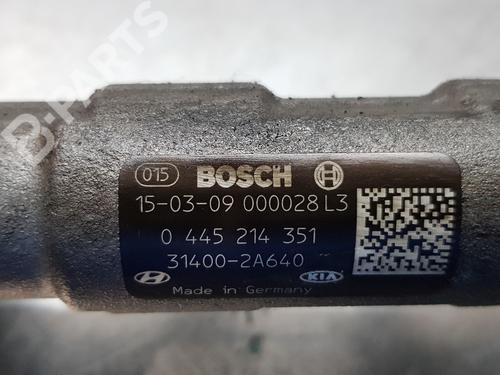 B-PARTS
015 BOSCH
15-03-09 000028 L3
0 445 214 351
31400-2A640
KIA
Made in Germany